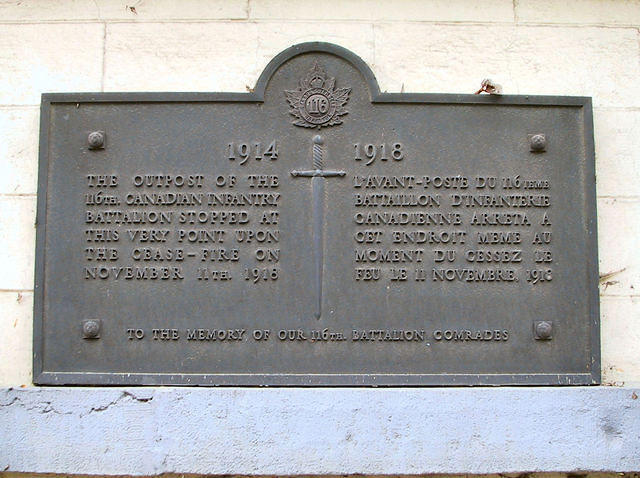 116
1914 1918
THE OUTPOST OF THE
116TH. CANADIAN INFANTRY
BATTALION STOPPED AT
THIS VERY POINT UPON
THE CEASE-FIRE ON
NOVEMBER 11TH. 1918
L'AVANT-POSTE DU 116IEME
BATAILLON D'INFANTERIE
CANADIENNE ARRETA A
CET ENDROIT MEME AU
MOMENT DU CESSEZ LE
FEU LE 11 NOVEMBRE. 1918
TO THE MEMORY OF OUR 116TH. BATTALION COMRADES